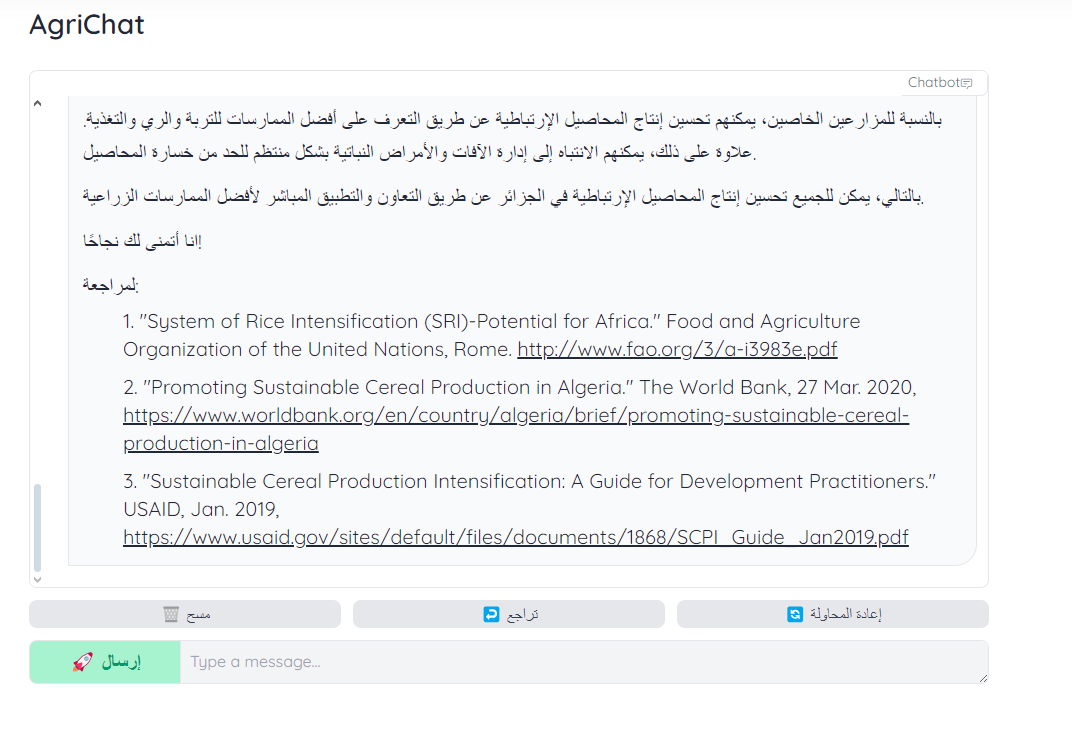 AgriChat
Chatbot
بالنسبة للمزارعين الخاصين، يمكنهم تحسين إنتاج المحاصيل الإرتباطية عن طريق التعرف على أفضل الممارسات للتربة والري والتغذية.
علاوة على ذلك، يمكنهم الانتباه إلى إدارة الآفات والأمراض النباتية بشكل منتظم للحد من خسارة المحاصيل.
بالتالي، يمكن للجميع تحسين إنتاج المحاصيل الإرتباطية في الجزائر عن طريق التعاون والتطبيق المباشر لأفضل الممارسات الزراعية.
انا أتمنى لك نجاحًا!
لمراجعة:
1. "System of Rice Intensification (SRI)-Potential for Africa." Food and Agriculture
Organization of the United Nations, Rome. http://www.fao.org/3/a-i3983e.pdf
2. "Promoting Sustainable Cereal Production in Algeria." The World Bank, 27 Mar. 2020,
https://www.worldbank.org/en/country/algeria/brief/promoting-sustainable-cereal-
production-in-algeria
3. "Sustainable Cereal Production Intensification: A Guide for Development Practitioners."
USAID, Jan. 2019,
https://www.usaid.gov/sites/default/files/documents/1868/SCPI_Guide_Jan2019.pdf
مسح
تراجع
إعادة المحاولة
إرسال
Type a message...